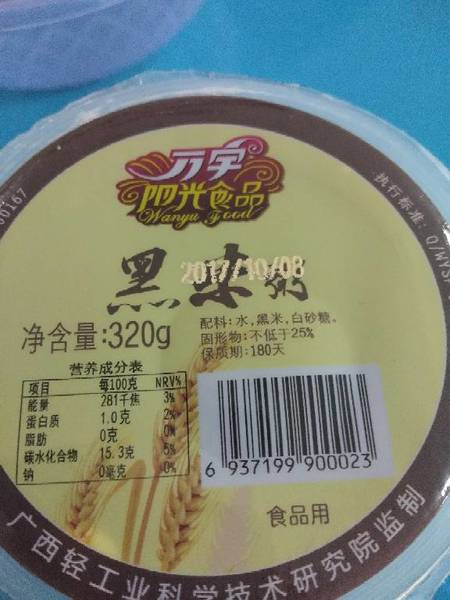 万宇
阳光食品
Wanyu Food
黑米粥
2017/10/08
净含量:320g
配料:水,黑米,白砂糖。
固形物:不低于25%
保质期:180天
营养成分表
项目 每100克 NRV%
能量 281千焦 3%
蛋白质 1.0克 2%
脂肪 0克 0%
碳水化合物 15.3克 5%
钠 0毫克 0%
6 937199 900023
食品用
执行标准: Q/WYS
00167
广西轻工业科学技术研究院监制